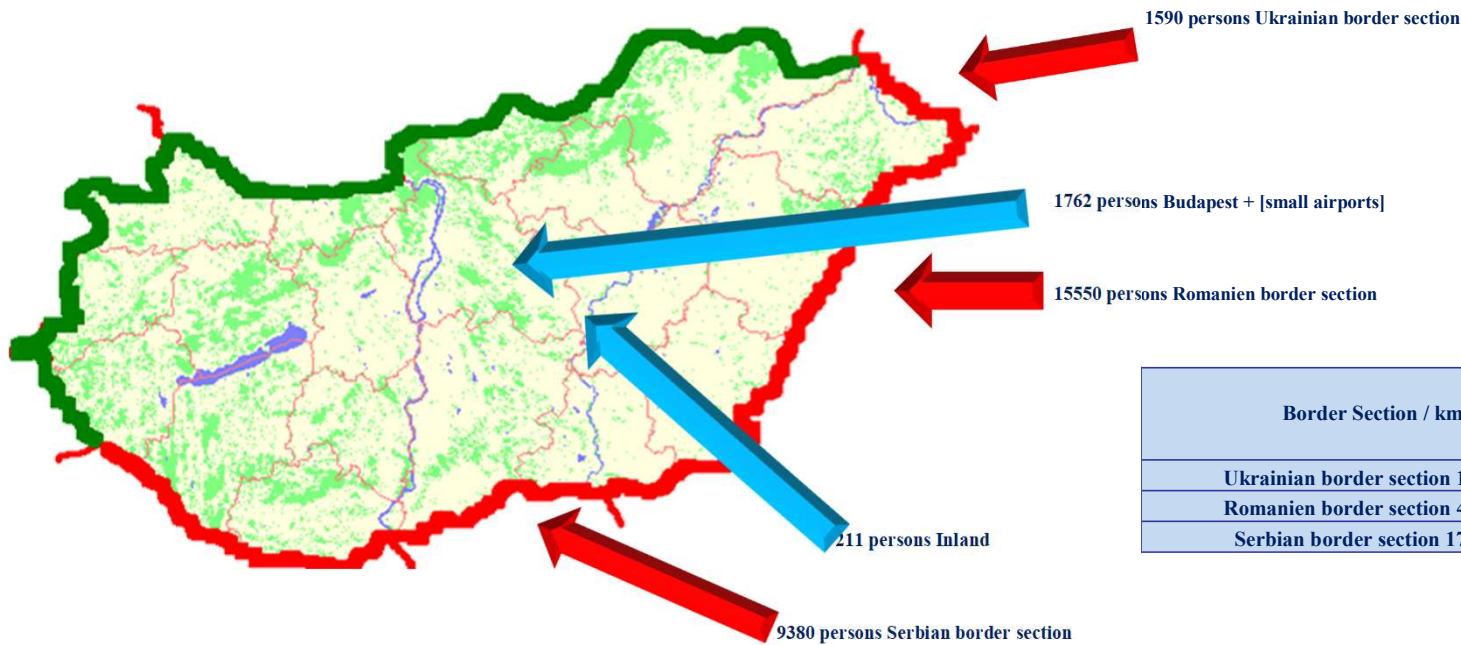 1590 persons Ukrainian border section
1762 persons Budapest + [small airports]
15550 persons Romanien border section
Border Section / km
Ukrainian border section 1
Romanien border section 4
Serbian border section 17
211 persons Inland
9380 persons Serbian border section